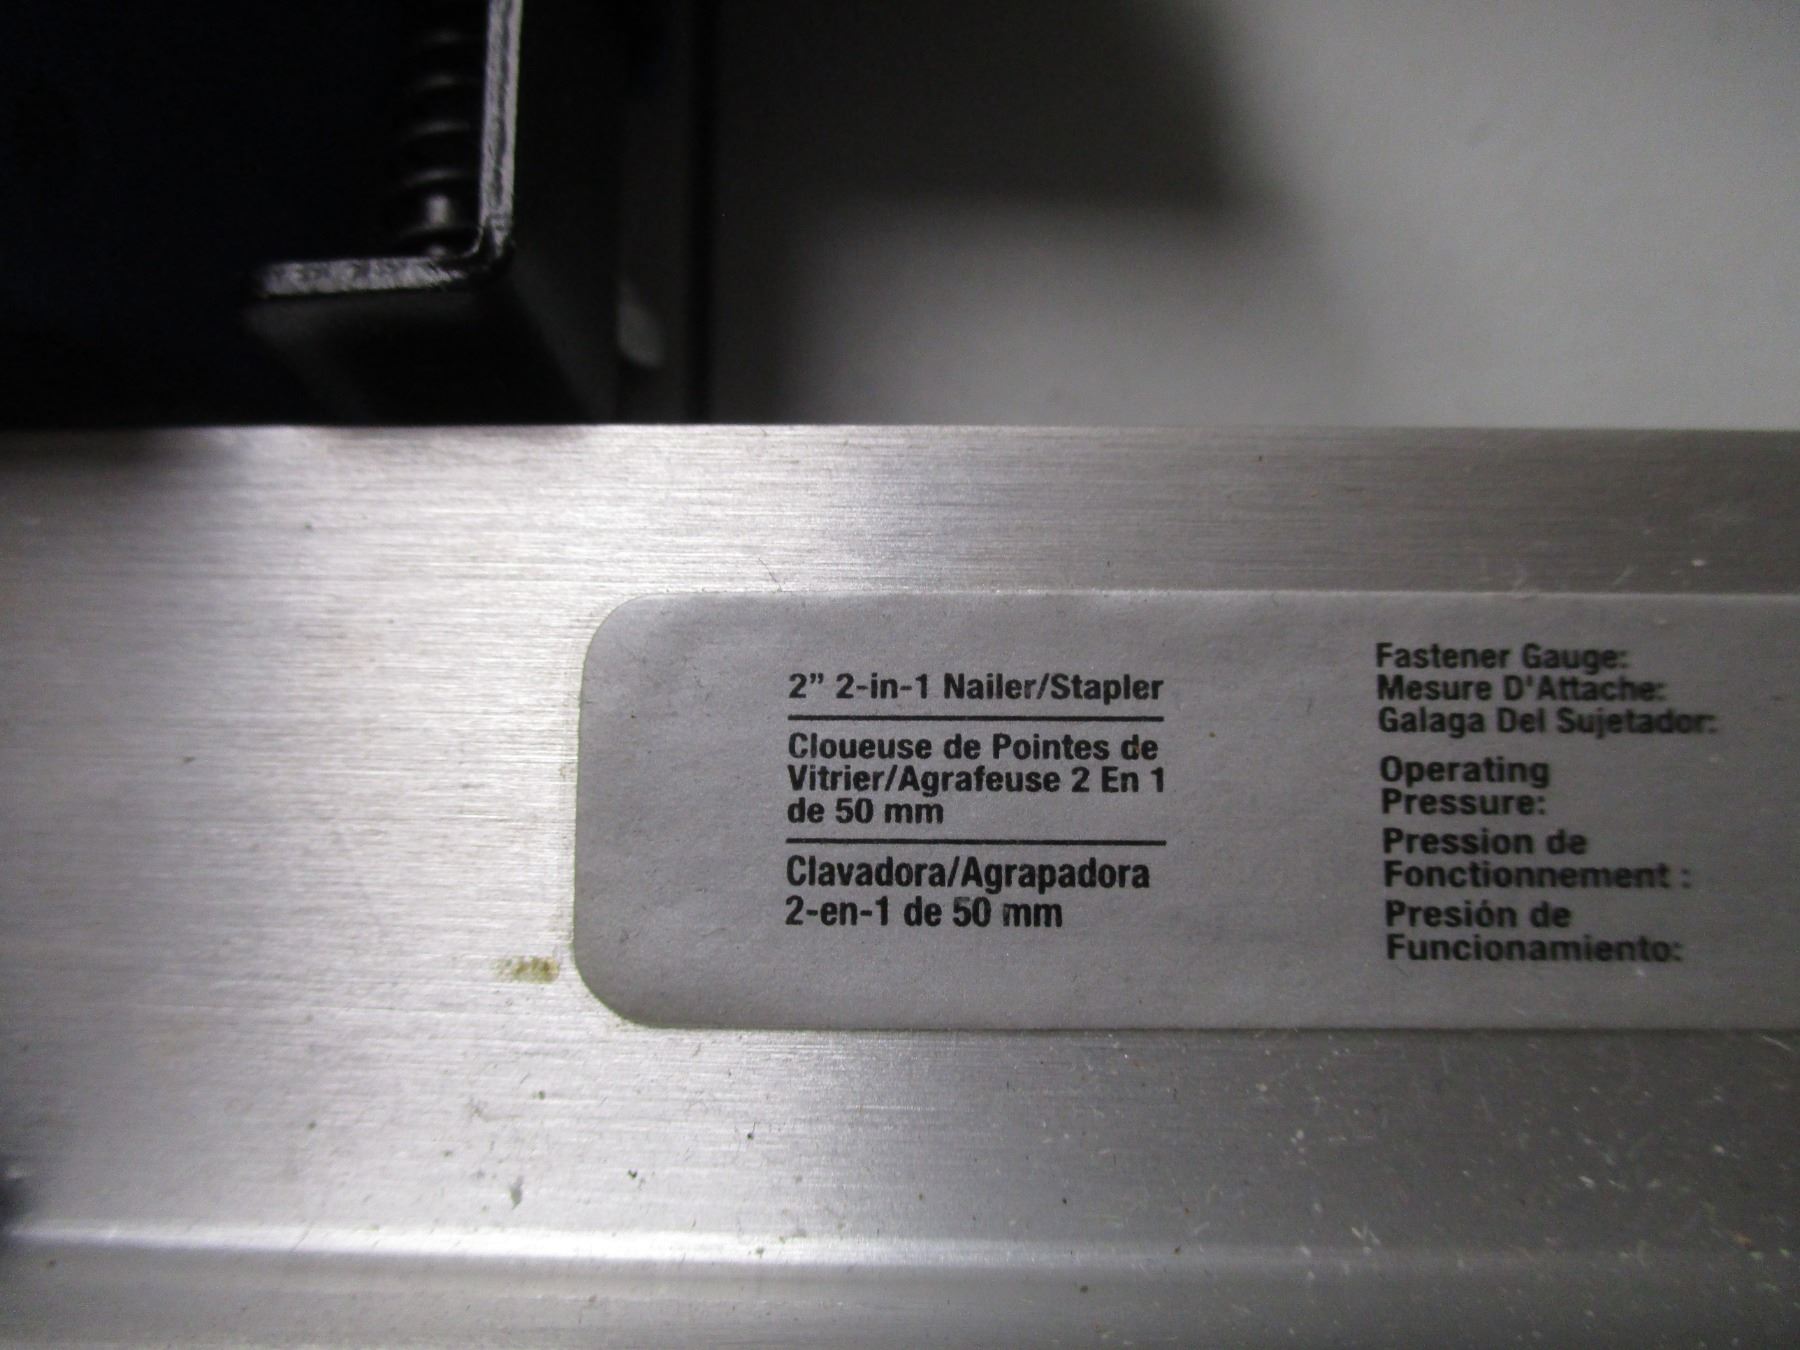 2” 2-in-1 Nailer/Stapler
Cloueuse de Pointes de
Vitrier/Agrafeuse 2 En 1
de 50 mm
Clavadora/Agrapadora
2-en-1 de 50 mm
Fastener Gauge:
Mesure D'Attache:
Galaga Del Sujetador:
Operating
Pressure:
Pression de
Fonctionnement :
Presión de
Funcionamiento: